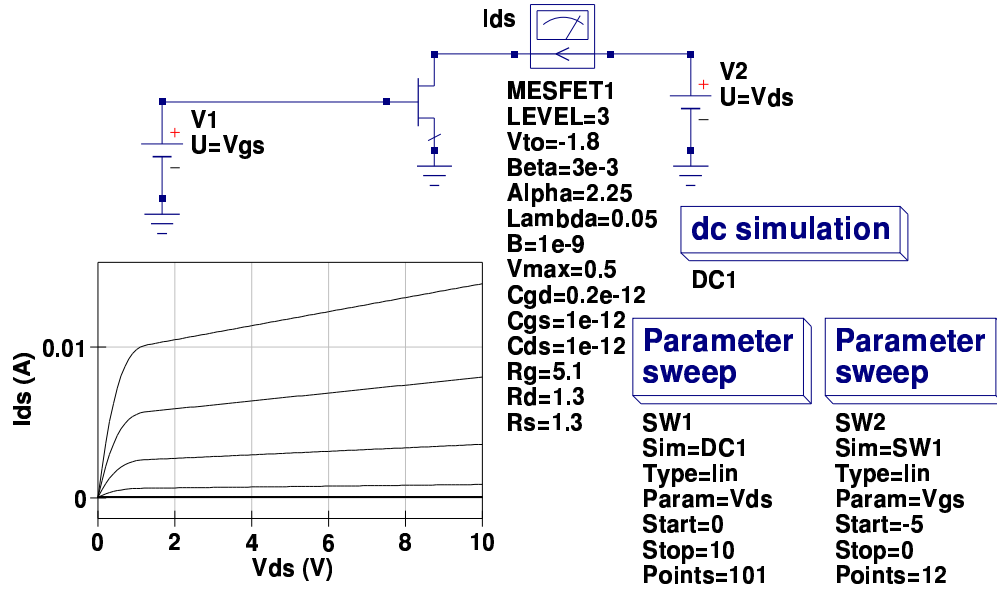 Ids
V1
U=Vgs
MESFET1
LEVEL=3
Vto=-1.8
Beta=3e-3
Alpha=2.25
Lambda=0.05
B=1e-9
Vmax=0.5
Cgd=0.2e-12
Cgs=1e-12
Cds=1e-12
Rg=5.1
Rd=1.3
Rs=1.3
V2
U=Vds
dc simulation
DC1
Parameter
sweep
SW1
Sim=DC1
Type=lin
Param=Vds
Start=0
Stop=10
Points=101
Parameter
sweep
SW2
Sim=SW1
Type=lin
Param=Vgs
Start=-5
Stop=0
Points=12
Ids (A)
0.01
0
0 2 4 6 8 10
Vds (V)